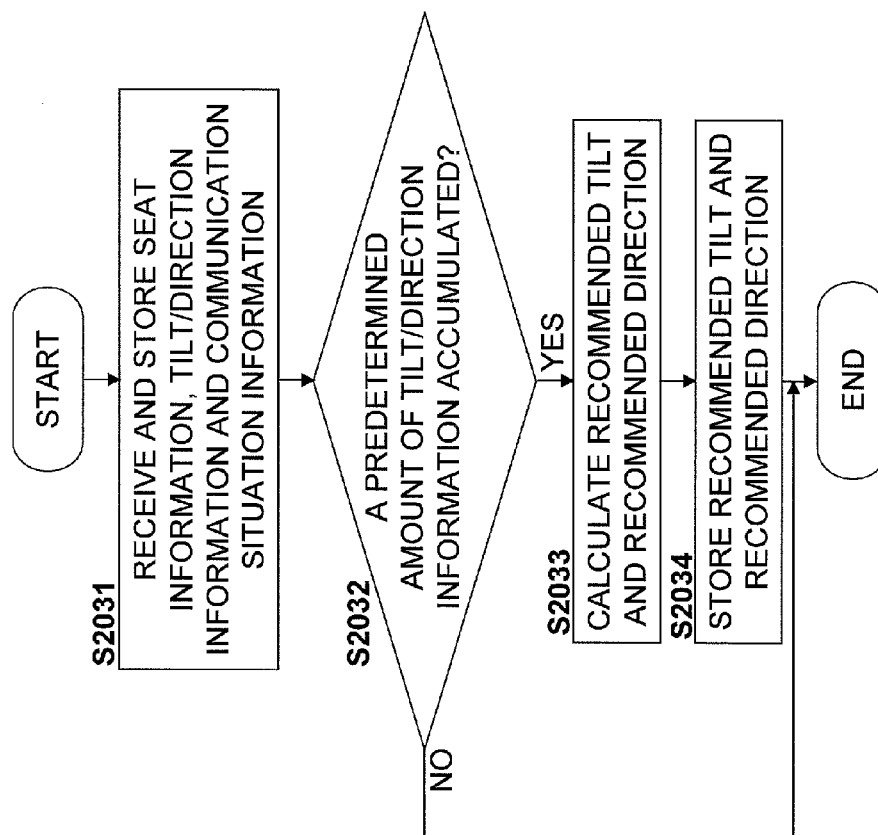 START
S2031
RECEIVE AND STORE SEAT
INFORMATION, TILT/DIRECTION
INFORMATION AND COMMUNICATION
SITUATION INFORMATION
S2032
A PREDETERMINED
AMOUNT OF TILT/DIRECTION
INFORMATION ACCUMULATED?
NO
YES
S2033
CALCULATE RECOMMENDED TILT
AND RECOMMENDED DIRECTION
S2034
STORE RECOMMENDED TILT AND
RECOMMENDED DIRECTION
END